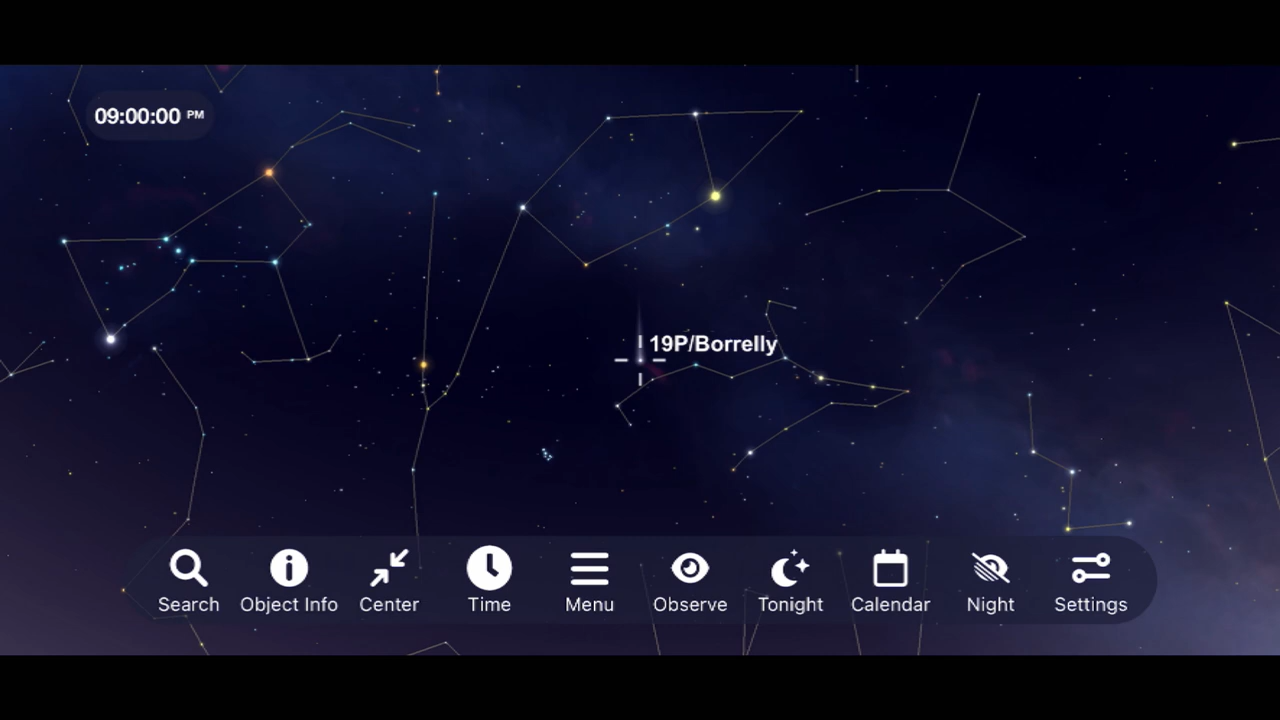 09:00:00 PM
19P/Borrelly
Search Object Info Center Time Menu Observe Tonight Calendar Night Settings